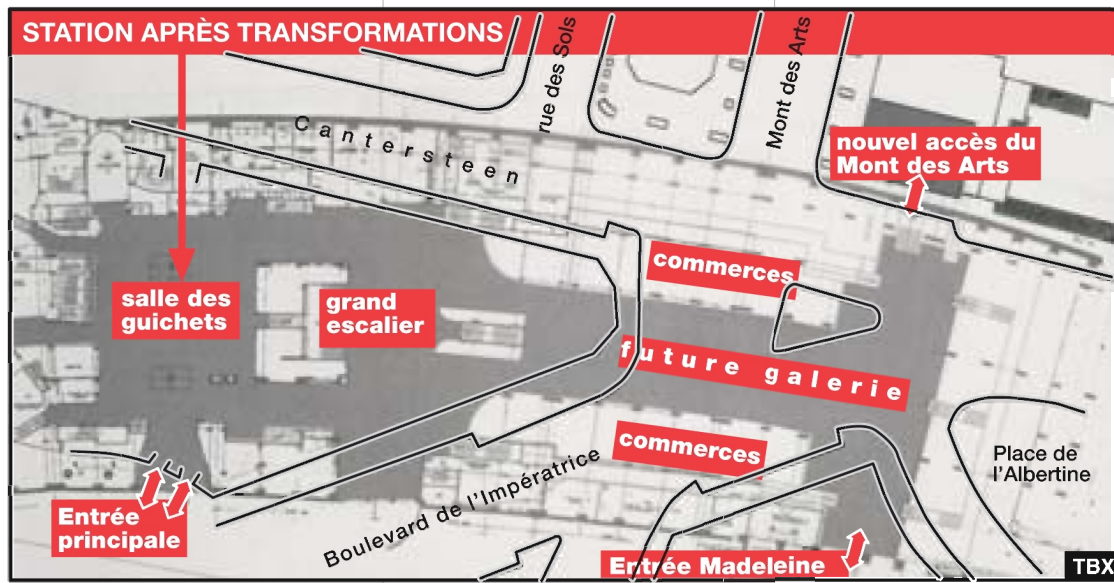 STATION APRÈS TRANSFORMATIONS
rue des Sols
Mont des Arts
Cantersteen
nouvel accès du
Mont des Arts
commerces
salle des
guichets
grand
escalier
future galerie
commerces
Place de
l'Albertine
Boulevard de l'Impératrice
Entrée
principale
Entrée Madeleine
TBX